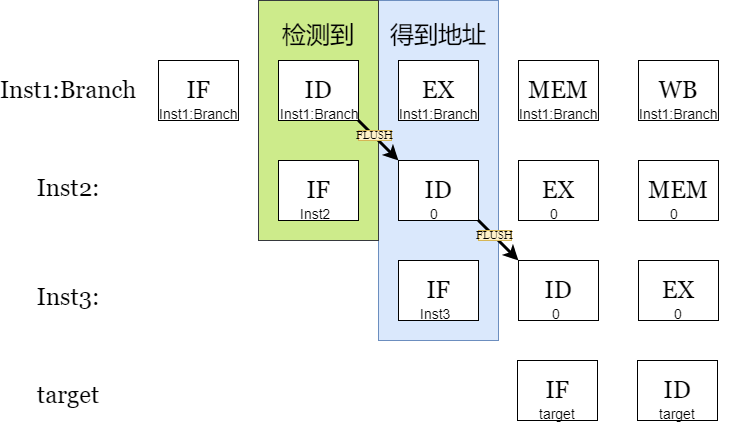 检测到 得到地址
Inst1:Branch IF ID EX MEM WB
Inst1:Branch Inst1:Branch Inst1:Branch Inst1:Branch Inst1:Branch
FLUSH
Inst2: IF ID EX MEM
Inst2 0 0 0
FLUSH
Inst3: IF ID EX
Inst3 0 0
target IF ID
target target